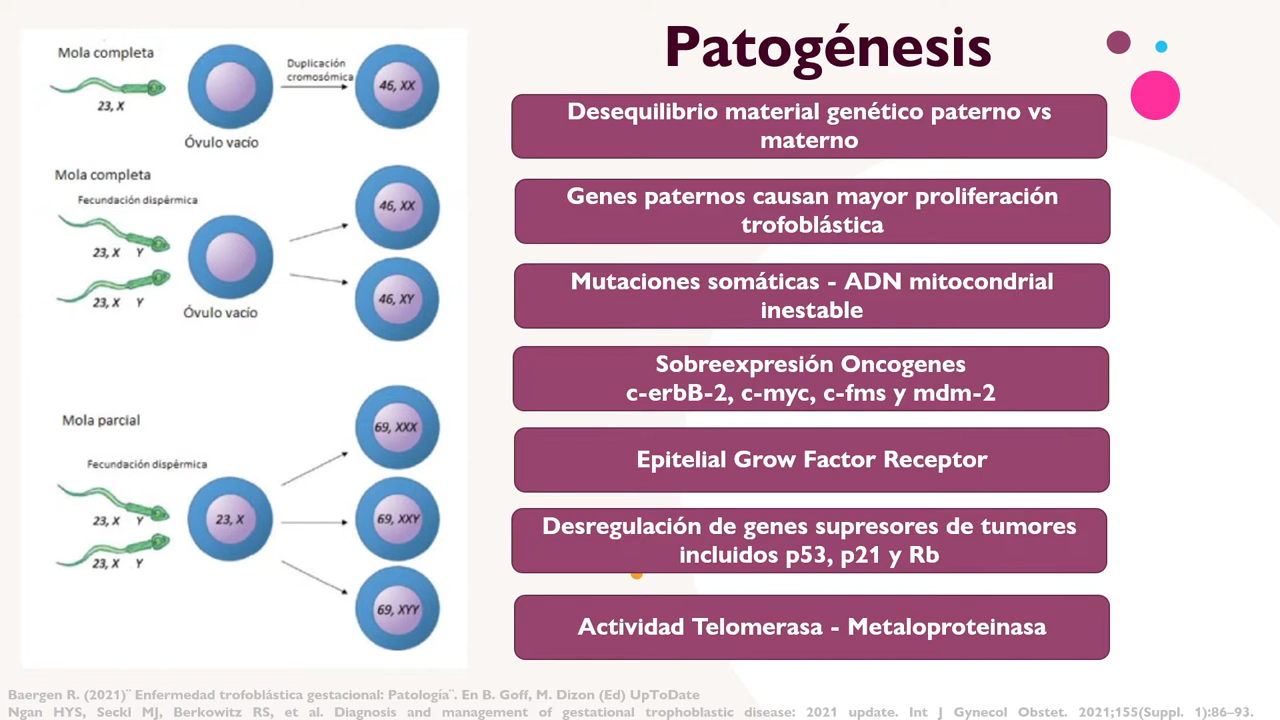 Patogénesis
Mola completa
23, X
Óvulo vacío
Duplicación
cromosómica
46, XX
Mola completa
Fecundación dispérmica
23, X Y
23, X Y
Óvulo vacío
46, XX
46, XY
Mola parcial
Fecundación dispérmica
23, X Y
23, X Y
23, X
69, XXX
69, XXY
69, XYY
Desequilibrio material genético paterno vs
materno
Genes paternos causan mayor proliferación
trofoblástica
Mutaciones somáticas - ADN mitocondrial
inestable
Sobreexpresión Oncogenes
c-erbB-2, c-myc, c-fms y mdm-2
Epitelial Grow Factor Receptor
Desregulación de genes supresores de tumores
incluidos p53, p21 y Rb
Actividad Telomerasa - Metaloproteinasa
Baergen R. (2021)¨ Enfermedad trofoblástica gestacional: Patología¨. En B. Goff, M. Dizon (Ed) UpToDate
Ngan HYS, Seckl MJ, Berkowitz RS, et al. Diagnosis and management of gestational trophoblastic disease: 2021 update. Int J Gynecol Obstet. 2021;155(Suppl. 1):86–93.